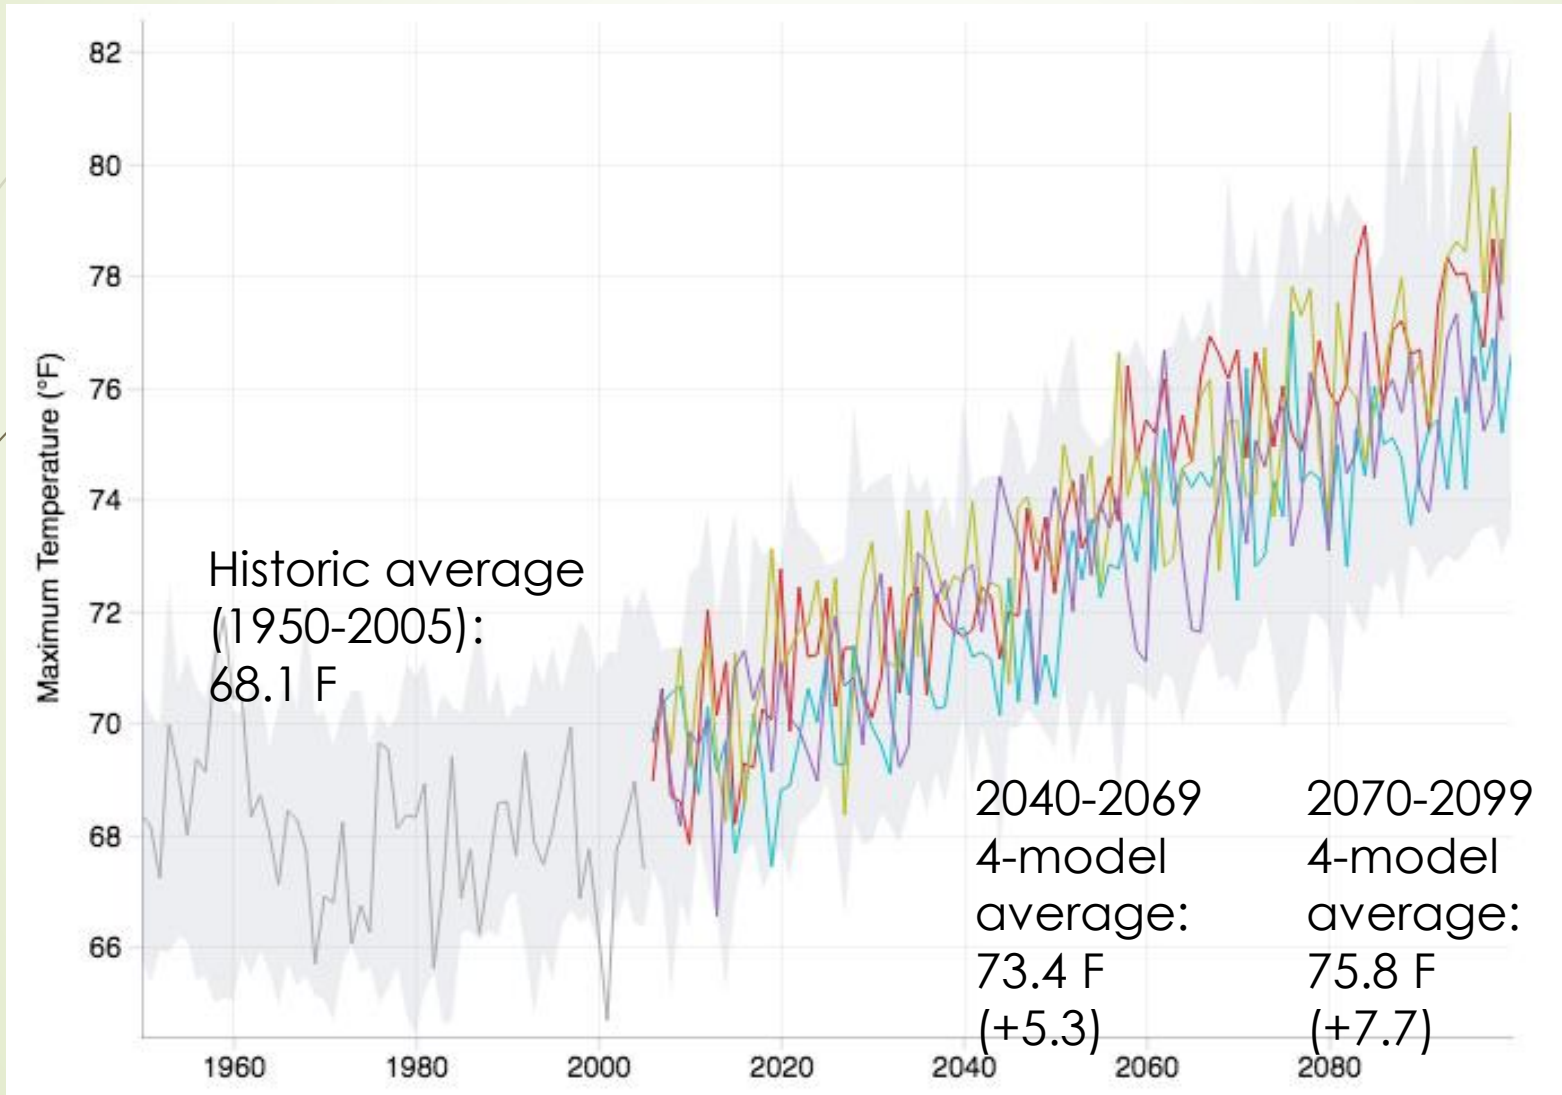 82
80
78
76
74
72
70
68
66
Maximum Temperature (°F)
Historic average
(1950-2005):
68.1 F
2040-2069
4-model
average:
73.4 F
(+5.3)
2070-2099
4-model
average:
75.8 F
(+7.7)
1960
1980
2000
2020
2040
2060
2080